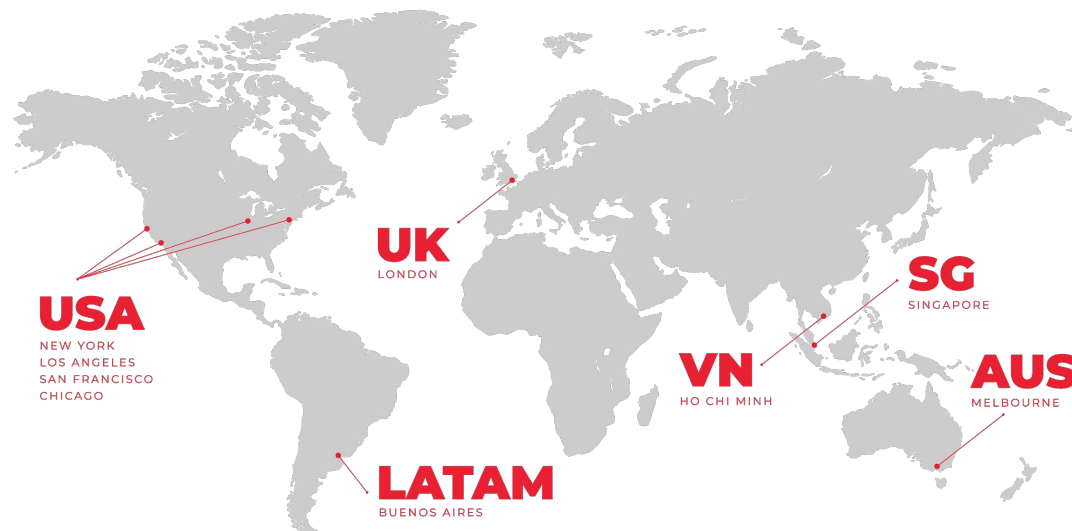 USA
NEW YORK
LOS ANGELES
SAN FRANCISCO
CHICAGO
UK
LONDON
LATAM
BUENOS AIRES
VN
HO CHI MINH
SG
SINGAPORE
AUS
MELBOURNE